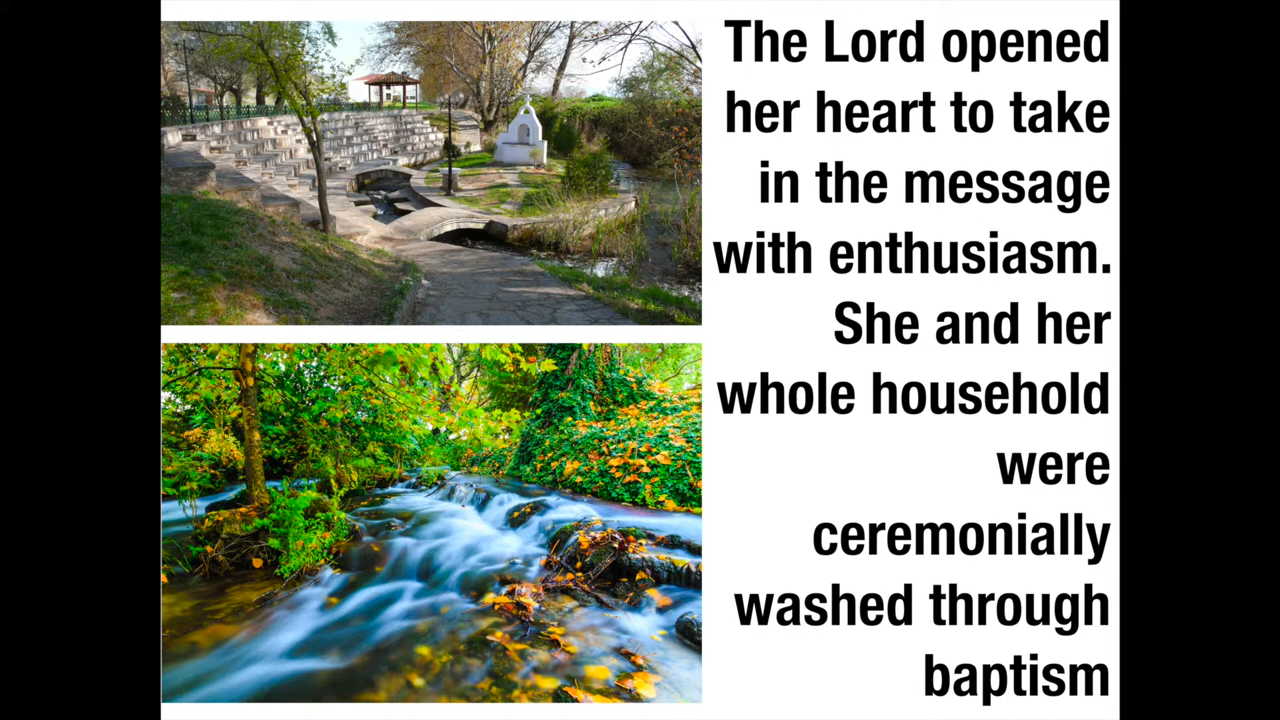 The Lord opened
her heart to take
in the message
with enthusiasm.
She and her
whole household
were
ceremonially
washed through
baptism